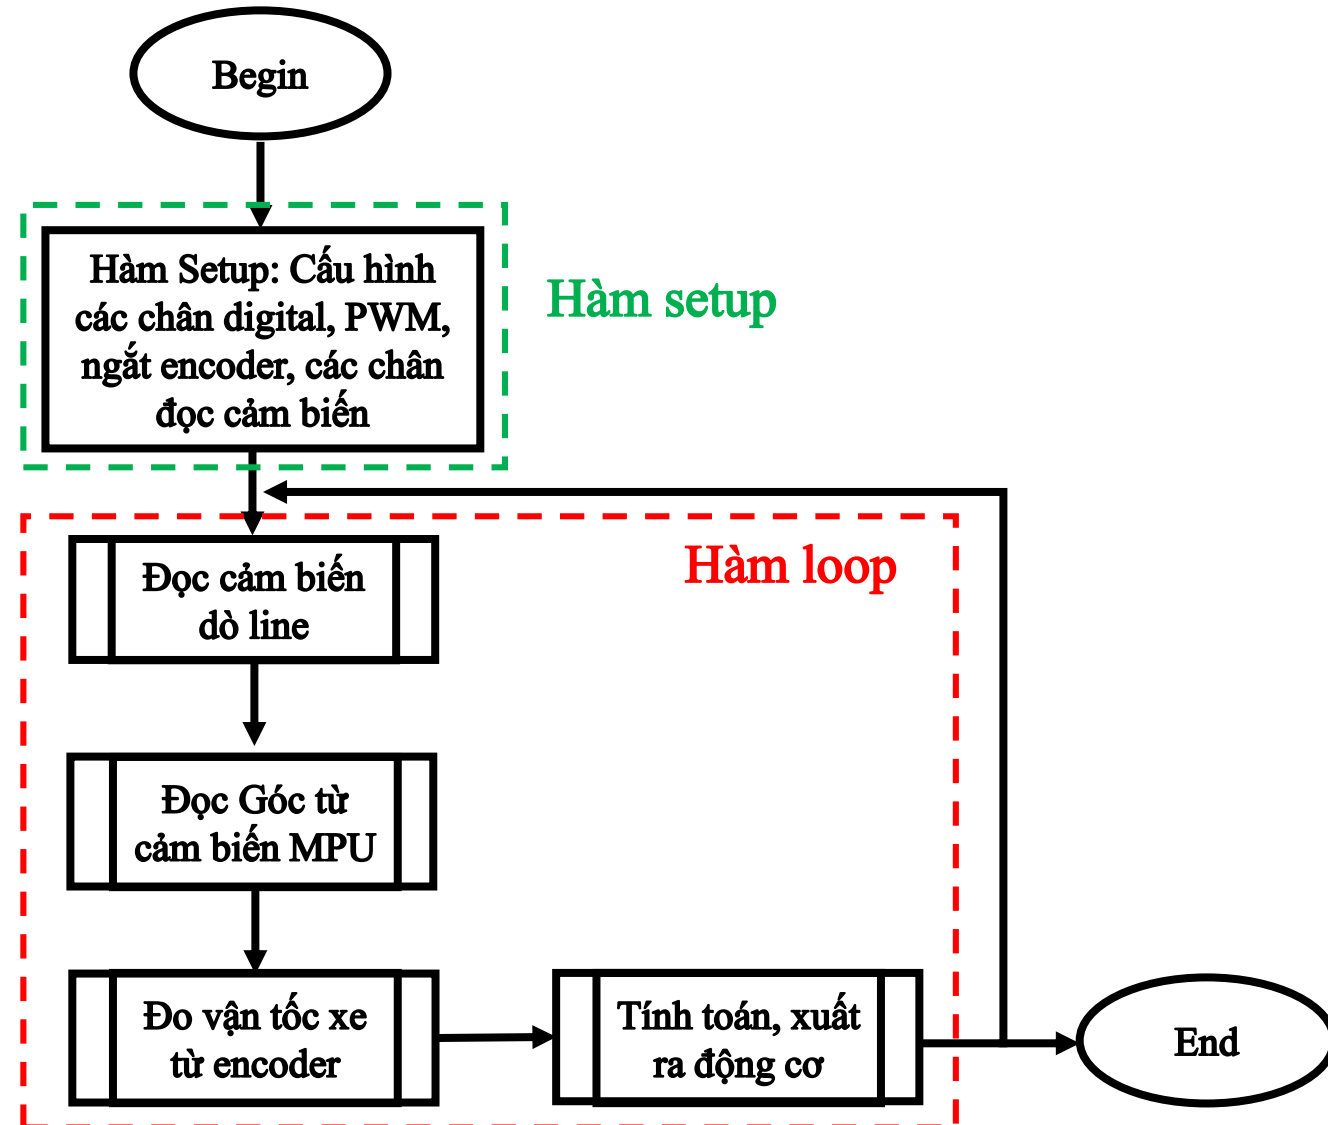 Begin
Hàm Setup: Cấu hình
các chân digital, PWM,
ngắt encoder, các chân
đọc cảm biến
Hàm setup
Hàm loop
Đọc cảm biến
dò line
Đọc Góc từ
cảm biến MPU
Đo vận tốc xe
từ encoder
Tính toán, xuất
ra động cơ
End